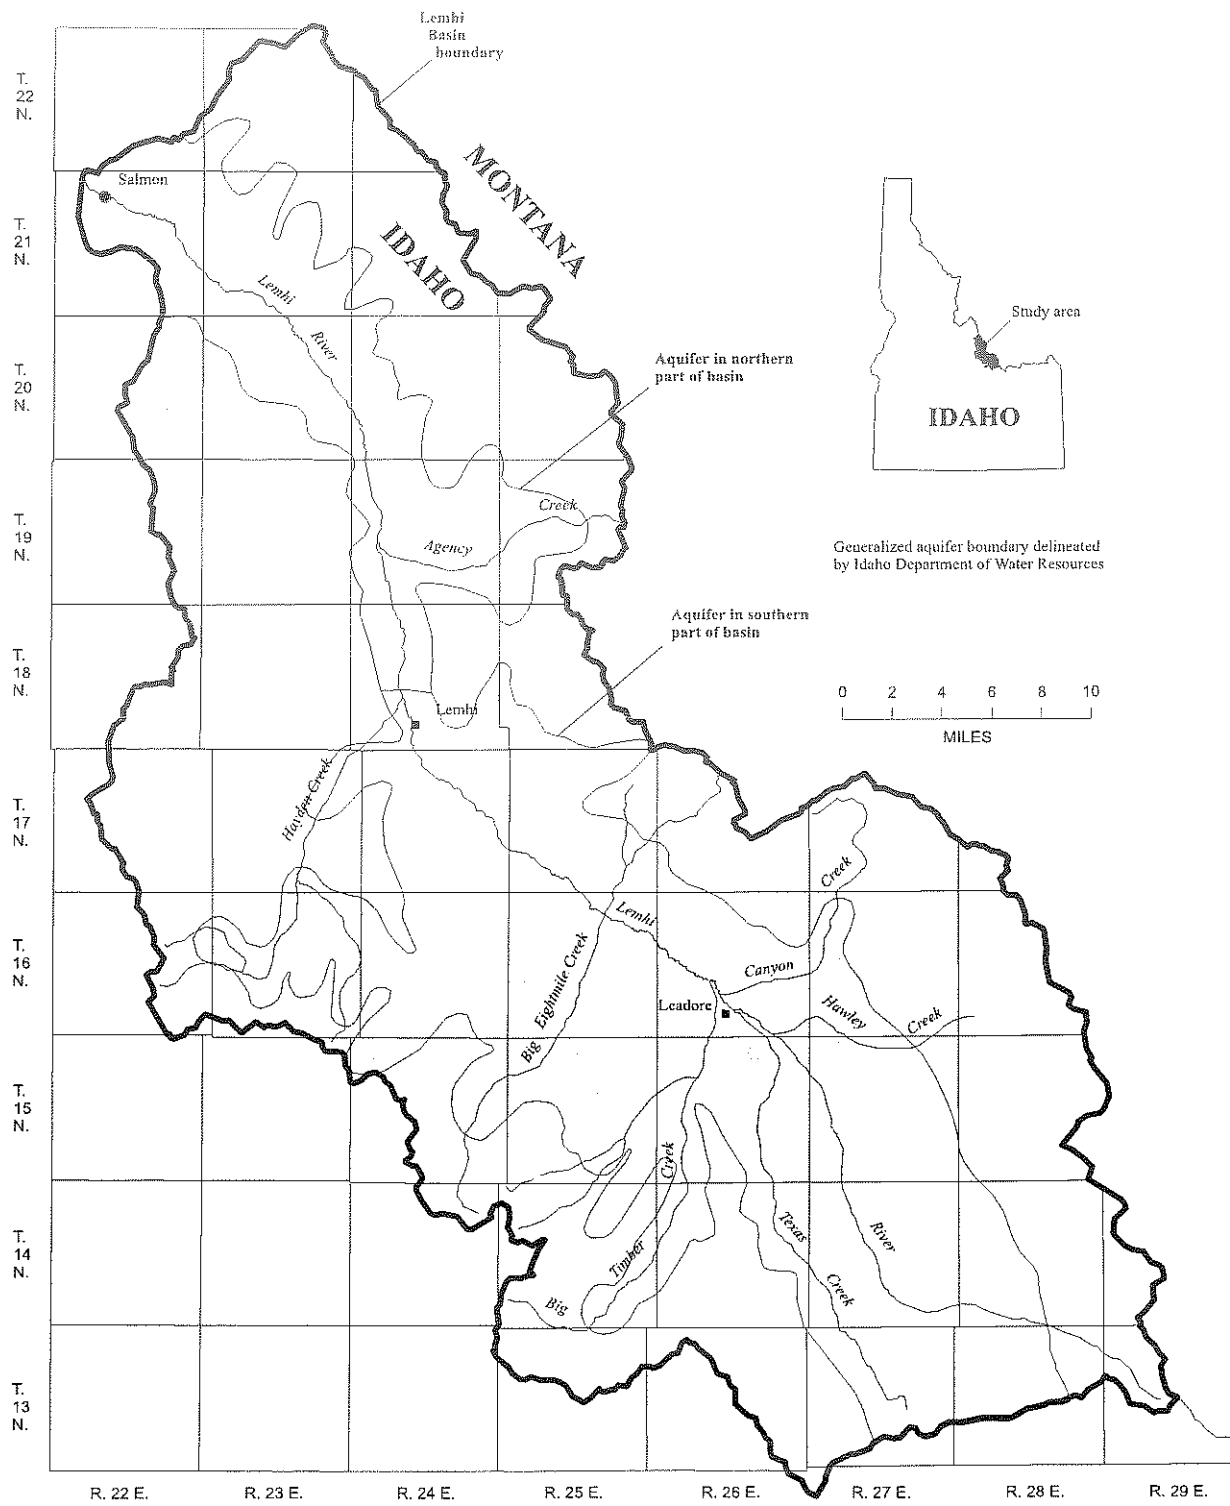 Lemhi
Basin
boundary
T.
22
N.
MONTANA
IDAHO
Salmon
T.
21
N.
Lemhi
River
Study area
IDAHO
Aquifer in northern
part of basin
T.
20
N.
Creek
Agency
T.
19
N.
Generalized aquifer boundary delineated
by Idaho Department of Water Resources
Aquifer in southern
part of basin
T.
18
N.
Lemhi
0 2 4 6 8 10
MILES
Hayden Creek
T.
17
N.
Creek
Lemhi
Canyon
T.
16
N.
Big Eightmile Creek
Leadore
Hawley
Creek
T.
15
N.
Creek
Timber
Big
Texas
Creek
River
T.
14
N.
T.
13
N.
R. 22 E. R. 23 E. R. 24 E. R. 25 E. R. 26 E. R. 27 E. R. 28 E. R. 29 E.